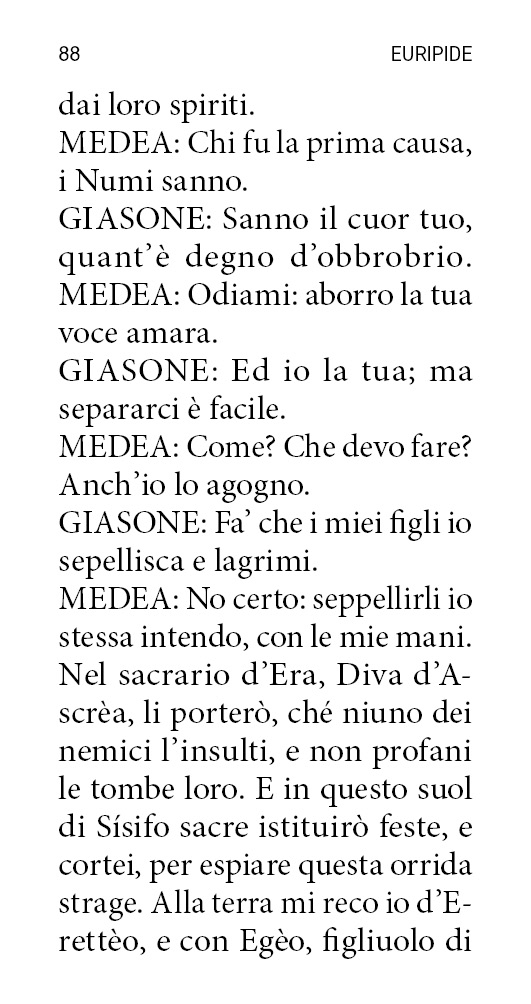 88 EURIPIDE
dai loro spiriti.
MEDEA: Chi fu la prima causa,
i Numi sanno.
GIASONE: Sanno il cuor tuo,
quant’è degno d’obbrobrio.
MEDEA: Odiami: aborro la tua
voce amara.
GIASONE: Ed io la tua; ma
separarci è facile.
MEDEA: Come? Che devo fare?
Anch’io lo agogno.
GIASONE: Fa’ che i miei figli io
sepellisca e lagrimi.
MEDEA: No certo: seppellirli io
stessa intendo, con le mie mani.
Nel sacrario d’Era, Diva d’A-
scrèa, li porterò, ché niuno dei
nemici l’insulti, e non profani
le tombe loro. E in questo suol
di Sísifo sacre istituirò feste, e
cortei, per espiare questa orrida
strage. Alla terra mi reco io d’E-
rettèo, e con Egèo, figliuolo di